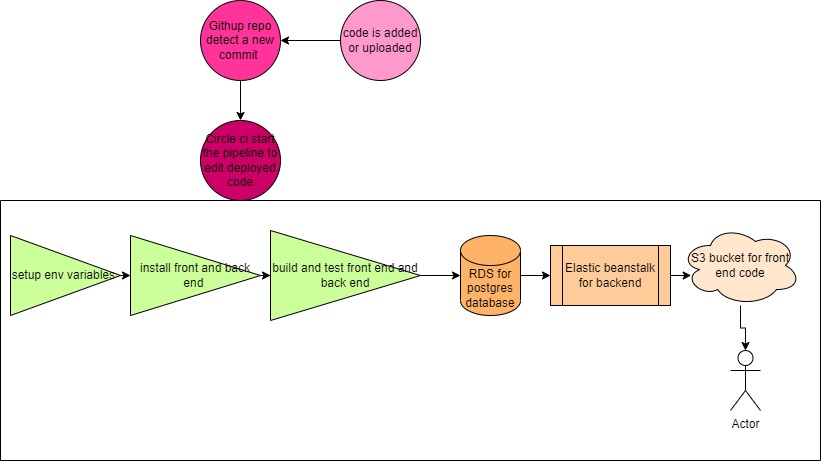 Githup repo
detect a new
commit
code is added
or uploaded
Circle ci start
the pipeline to
edit deployed
code
setup env variables
install front and back
end
build and test front end and
back end
RDS for
postgres
database
Elastic beanstalk
for backend
S3 bucket for front
end code
Actor